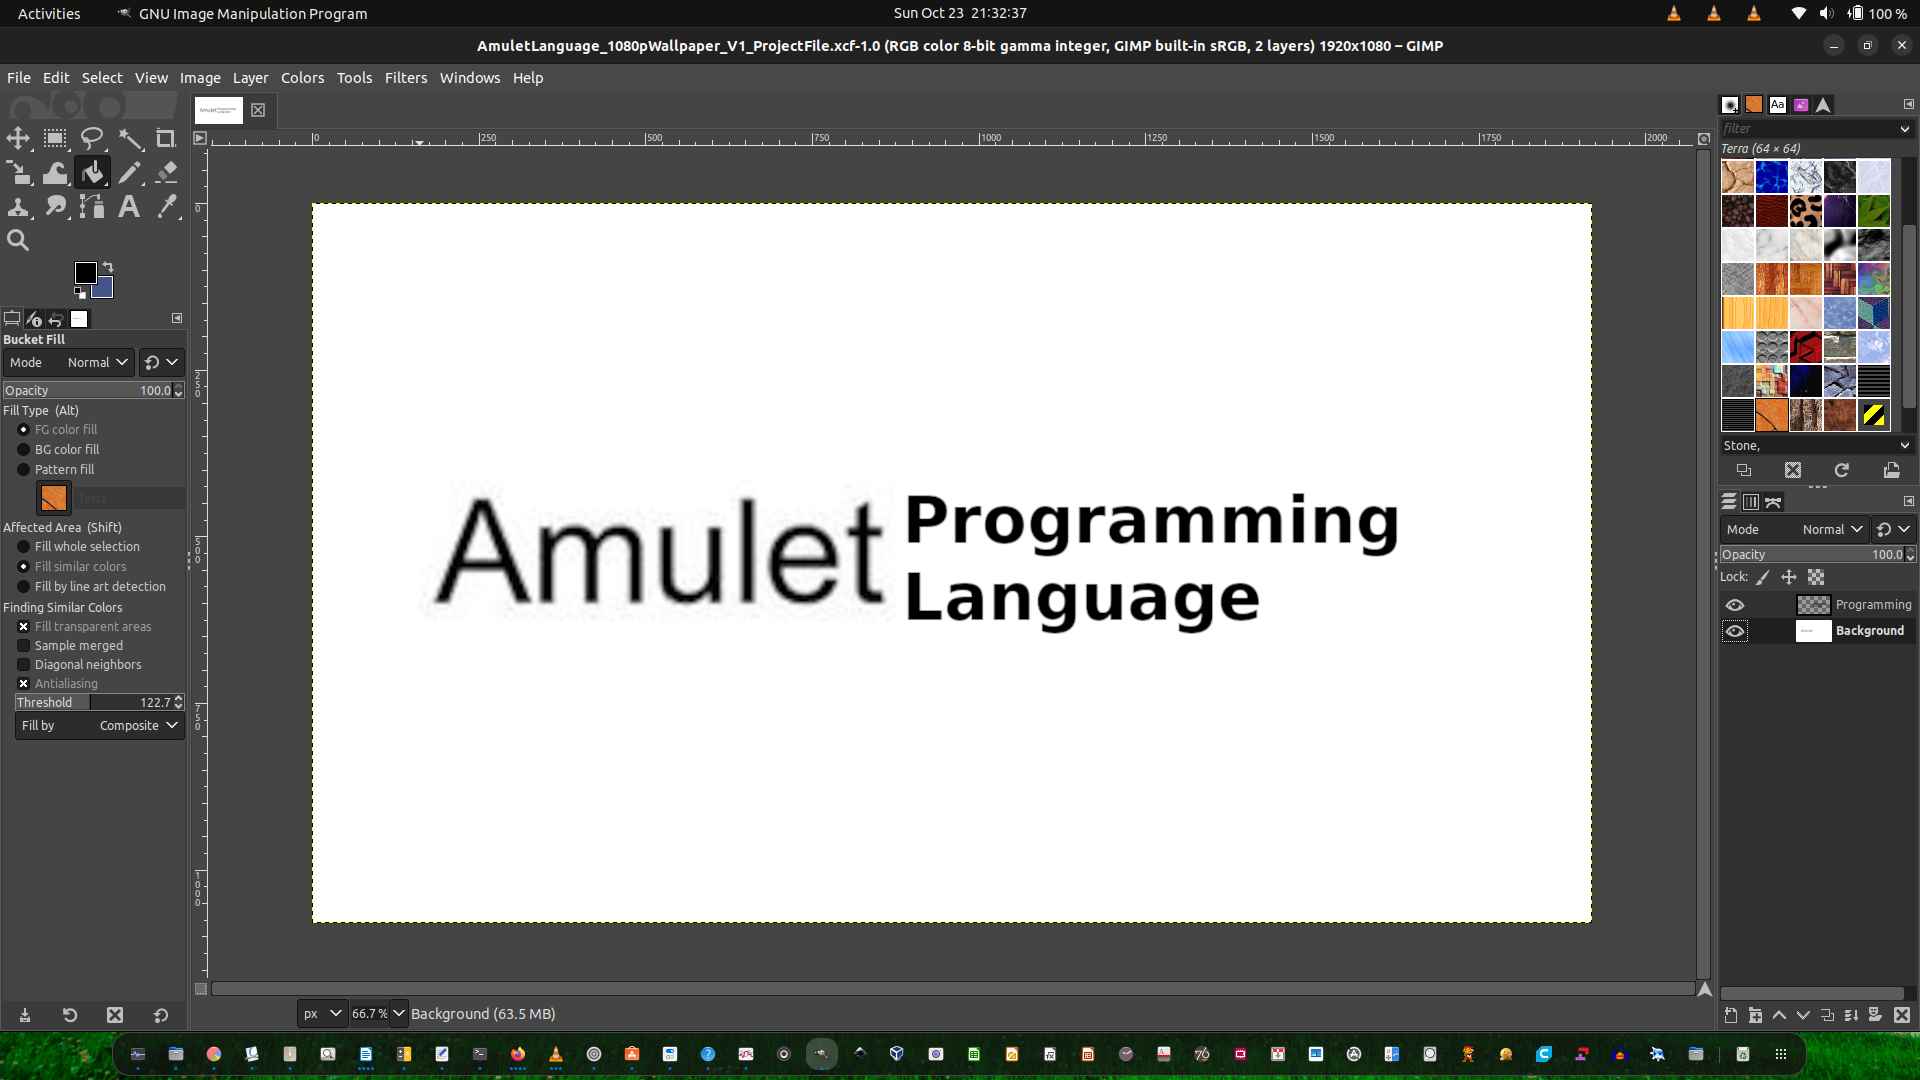 Activities
GNU Image Manipulation Program
Sun Oct 23 21:32:37
100 %
AmuletLanguage_1080pWallpaper_V1_ProjectFile.xcf-1.0 (RGB color 8-bit gamma integer, GIMP built-in sRGB, 2 layers) 1920x1080 – GIMP
File Edit Select View Image Layer Colors Tools Filters Windows Help
0 250 500 750 1000 1250 1500 1750 2000
Aa
filter
Terra (64 × 64)
0
250
500
750
1000
Bucket Fill
Mode Normal
Opacity 100.0
Fill Type (Alt)
FG color fill
BG color fill
Pattern fill
Terra
Affected Area (Shift)
Fill whole selection
Fill similar colors
Fill by line art detection
Finding Similar Colors
Fill transparent areas
Sample merged
Diagonal neighbors
Antialiasing
Threshold 122.7
Fill by Composite
Amulet
Programming
Language
Stone,
Mode Normal
Opacity 100.0
Lock:
Programming
Background
px 66.7 % Background (63.5 MB)